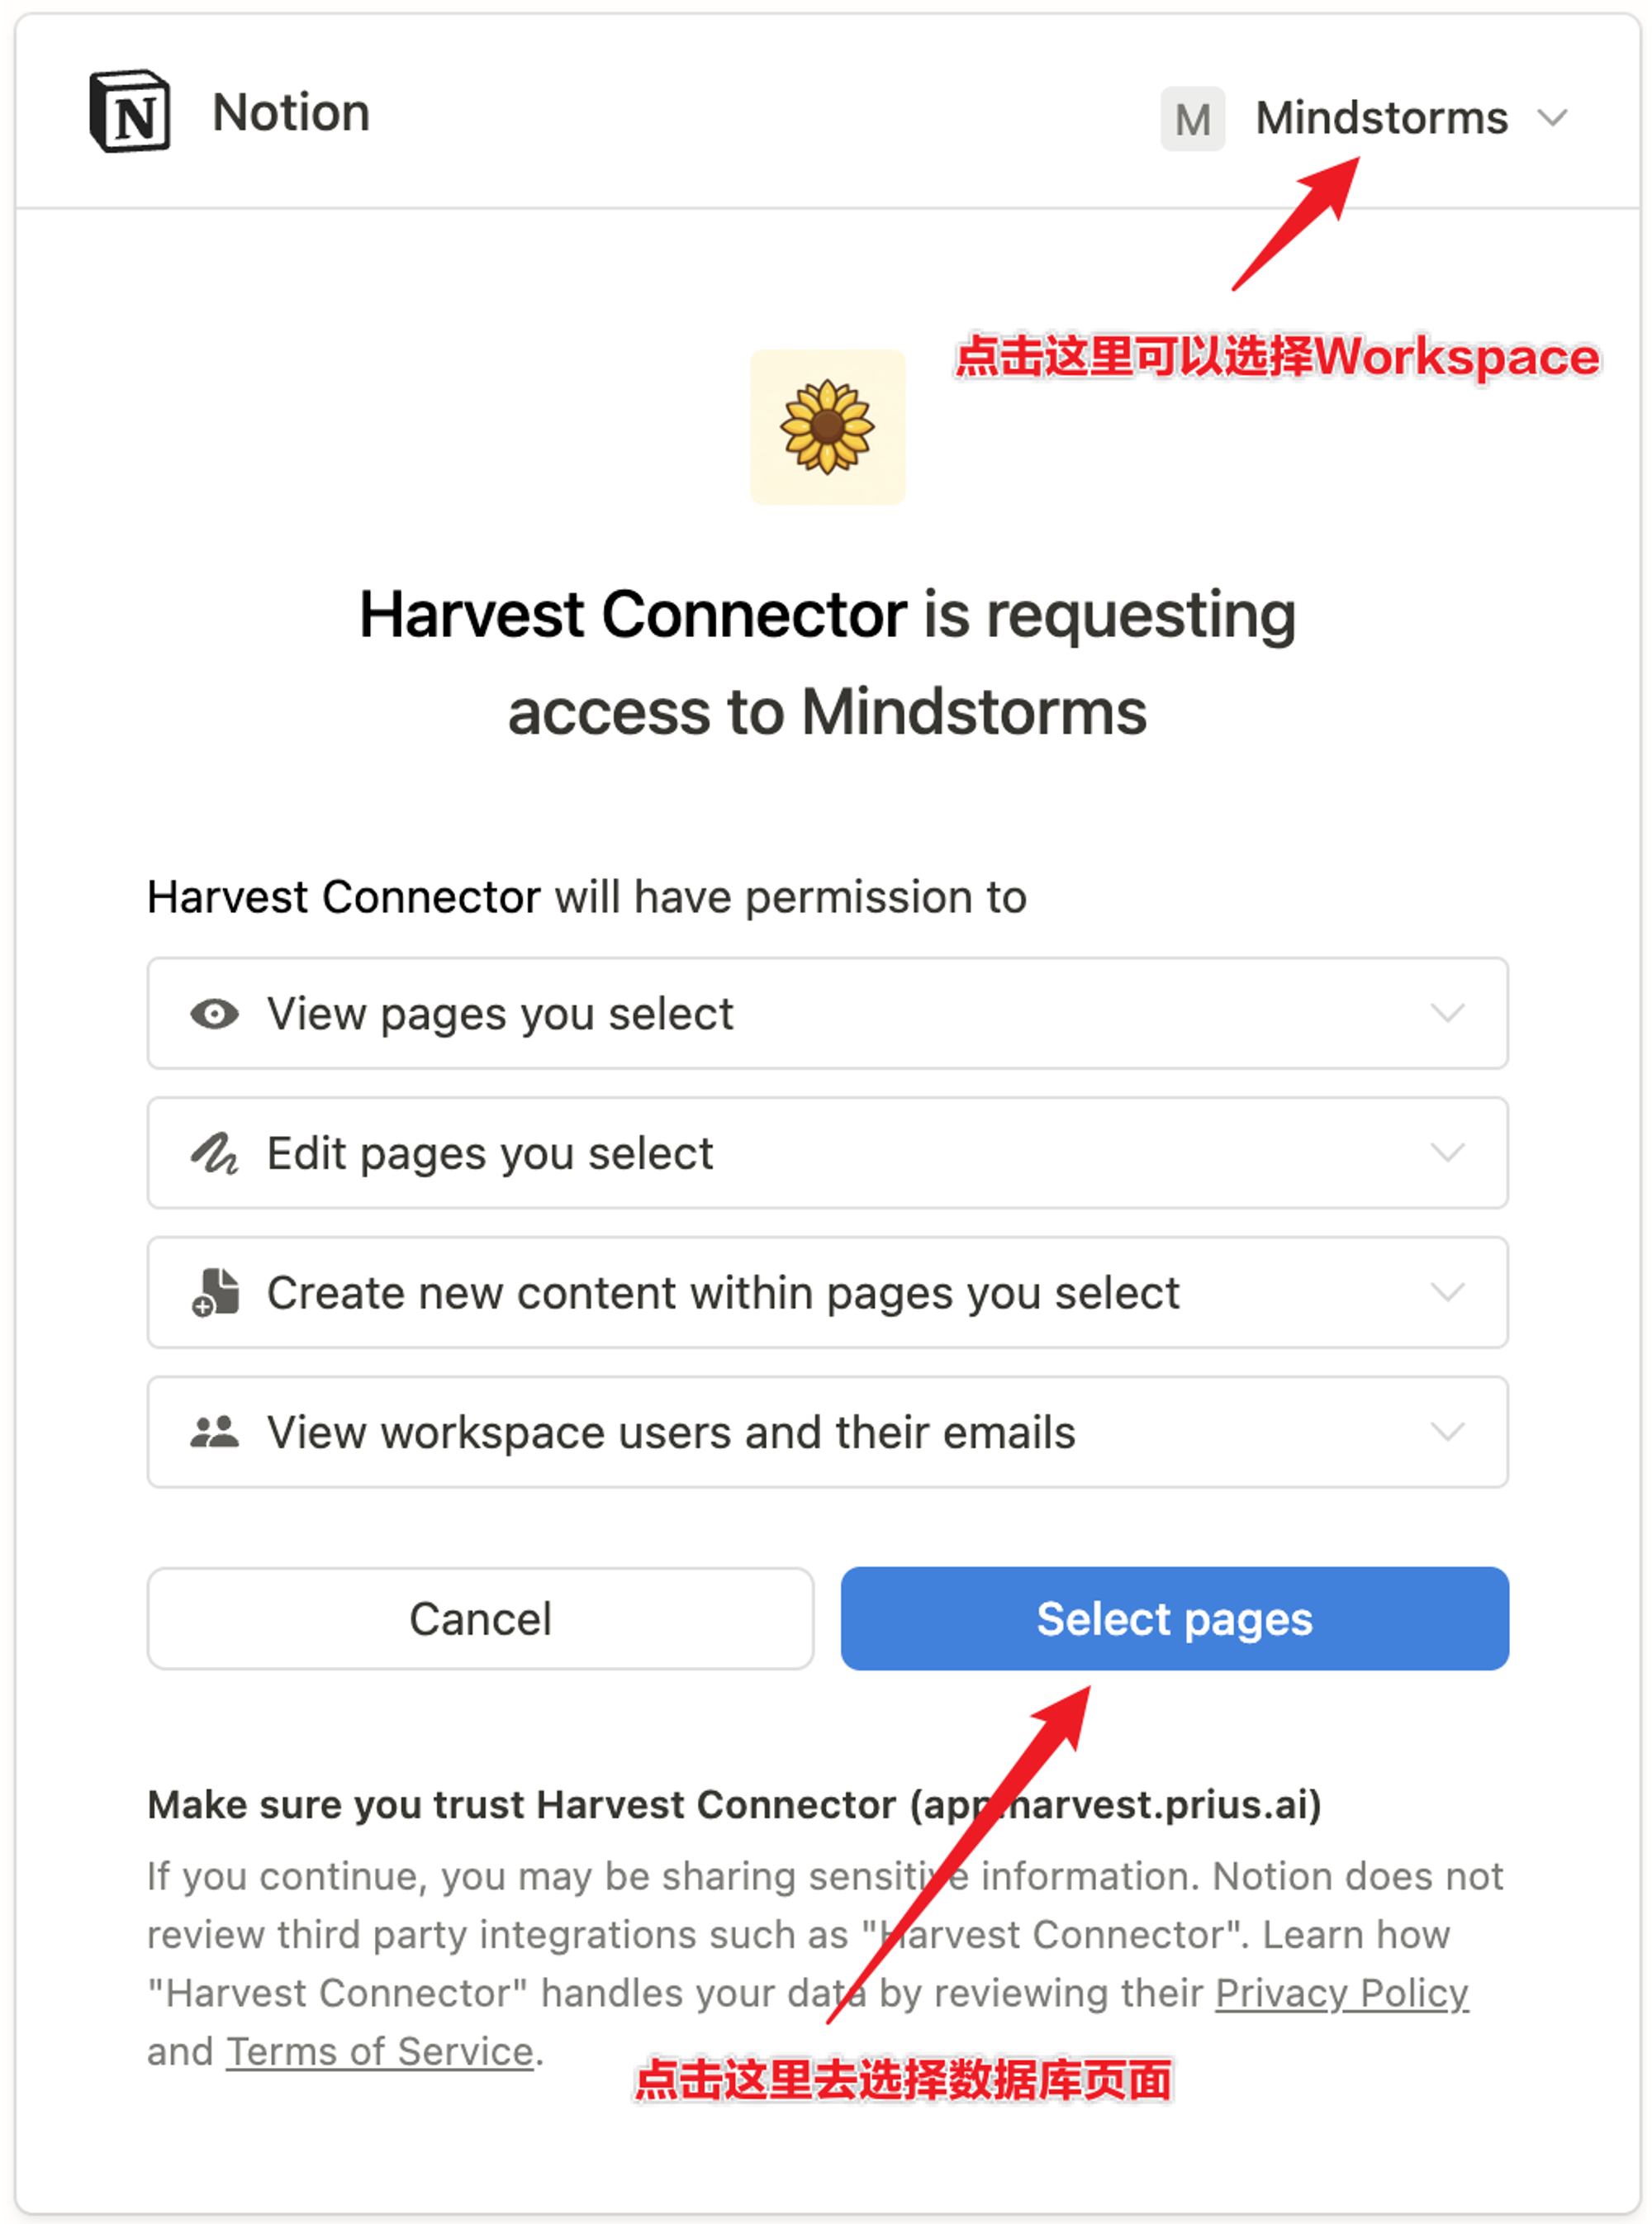 N Notion
M Mindstorms
点击这里可以选择Workspace
Harvest Connector is requesting
access to Mindstorms
Harvest Connector will have permission to
View pages you select
Edit pages you select
Create new content within pages you select
View workspace users and their emails
Cancel
Select pages
Make sure you trust Harvest Connector (app.harvest.prius.ai)
If you continue, you may be sharing sensitive information. Notion does not
review third party integrations such as "Harvest Connector". Learn how
"Harvest Connector" handles your data by reviewing their Privacy Policy
and Terms of Service.
点击这里去选择数据库页面